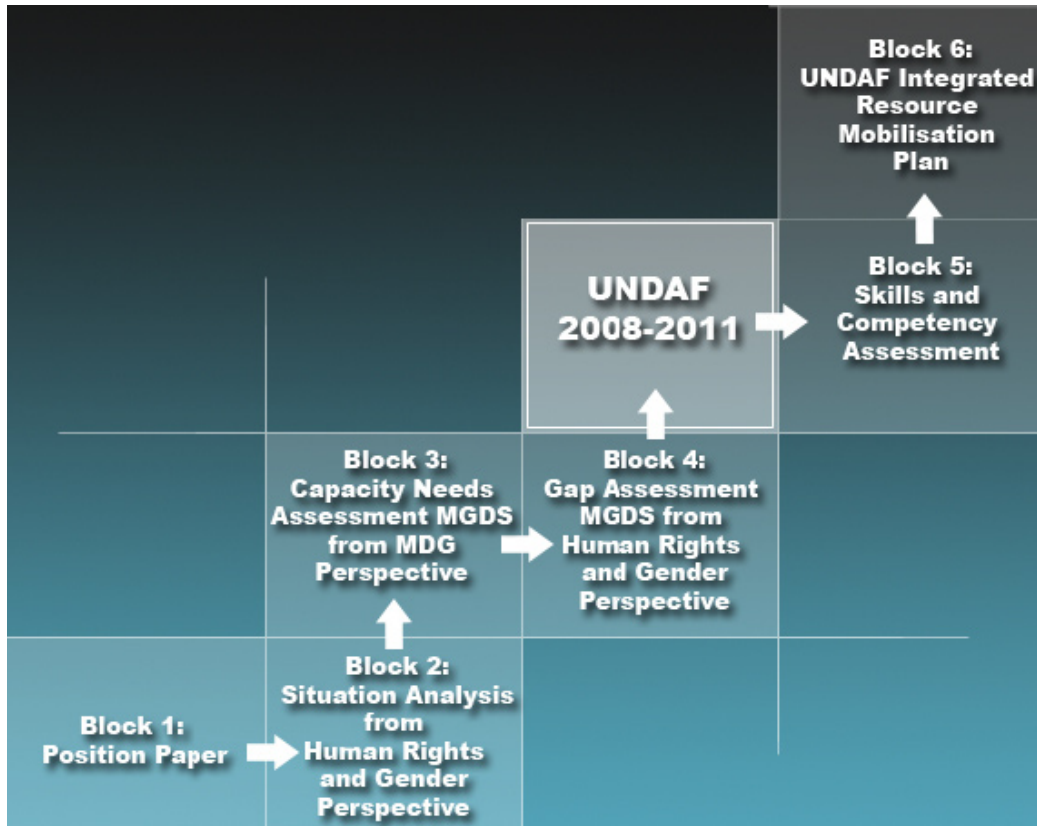 Block 6:
UNDAF Integrated
Resource
Mobilisation
Plan
UNDAF
2008-2011
Block 5:
Skills and
Competency
Assessment
Block 3:
Capacity Needs
Assessment MGDS
from MDG
Perspective
Block 4:
Gap Assessment
MGDS from
Human Rights
and Gender
Perspective
Block 1:
Position Paper
Block 2:
Situation Analysis
from
Human Rights
and Gender
Perspective